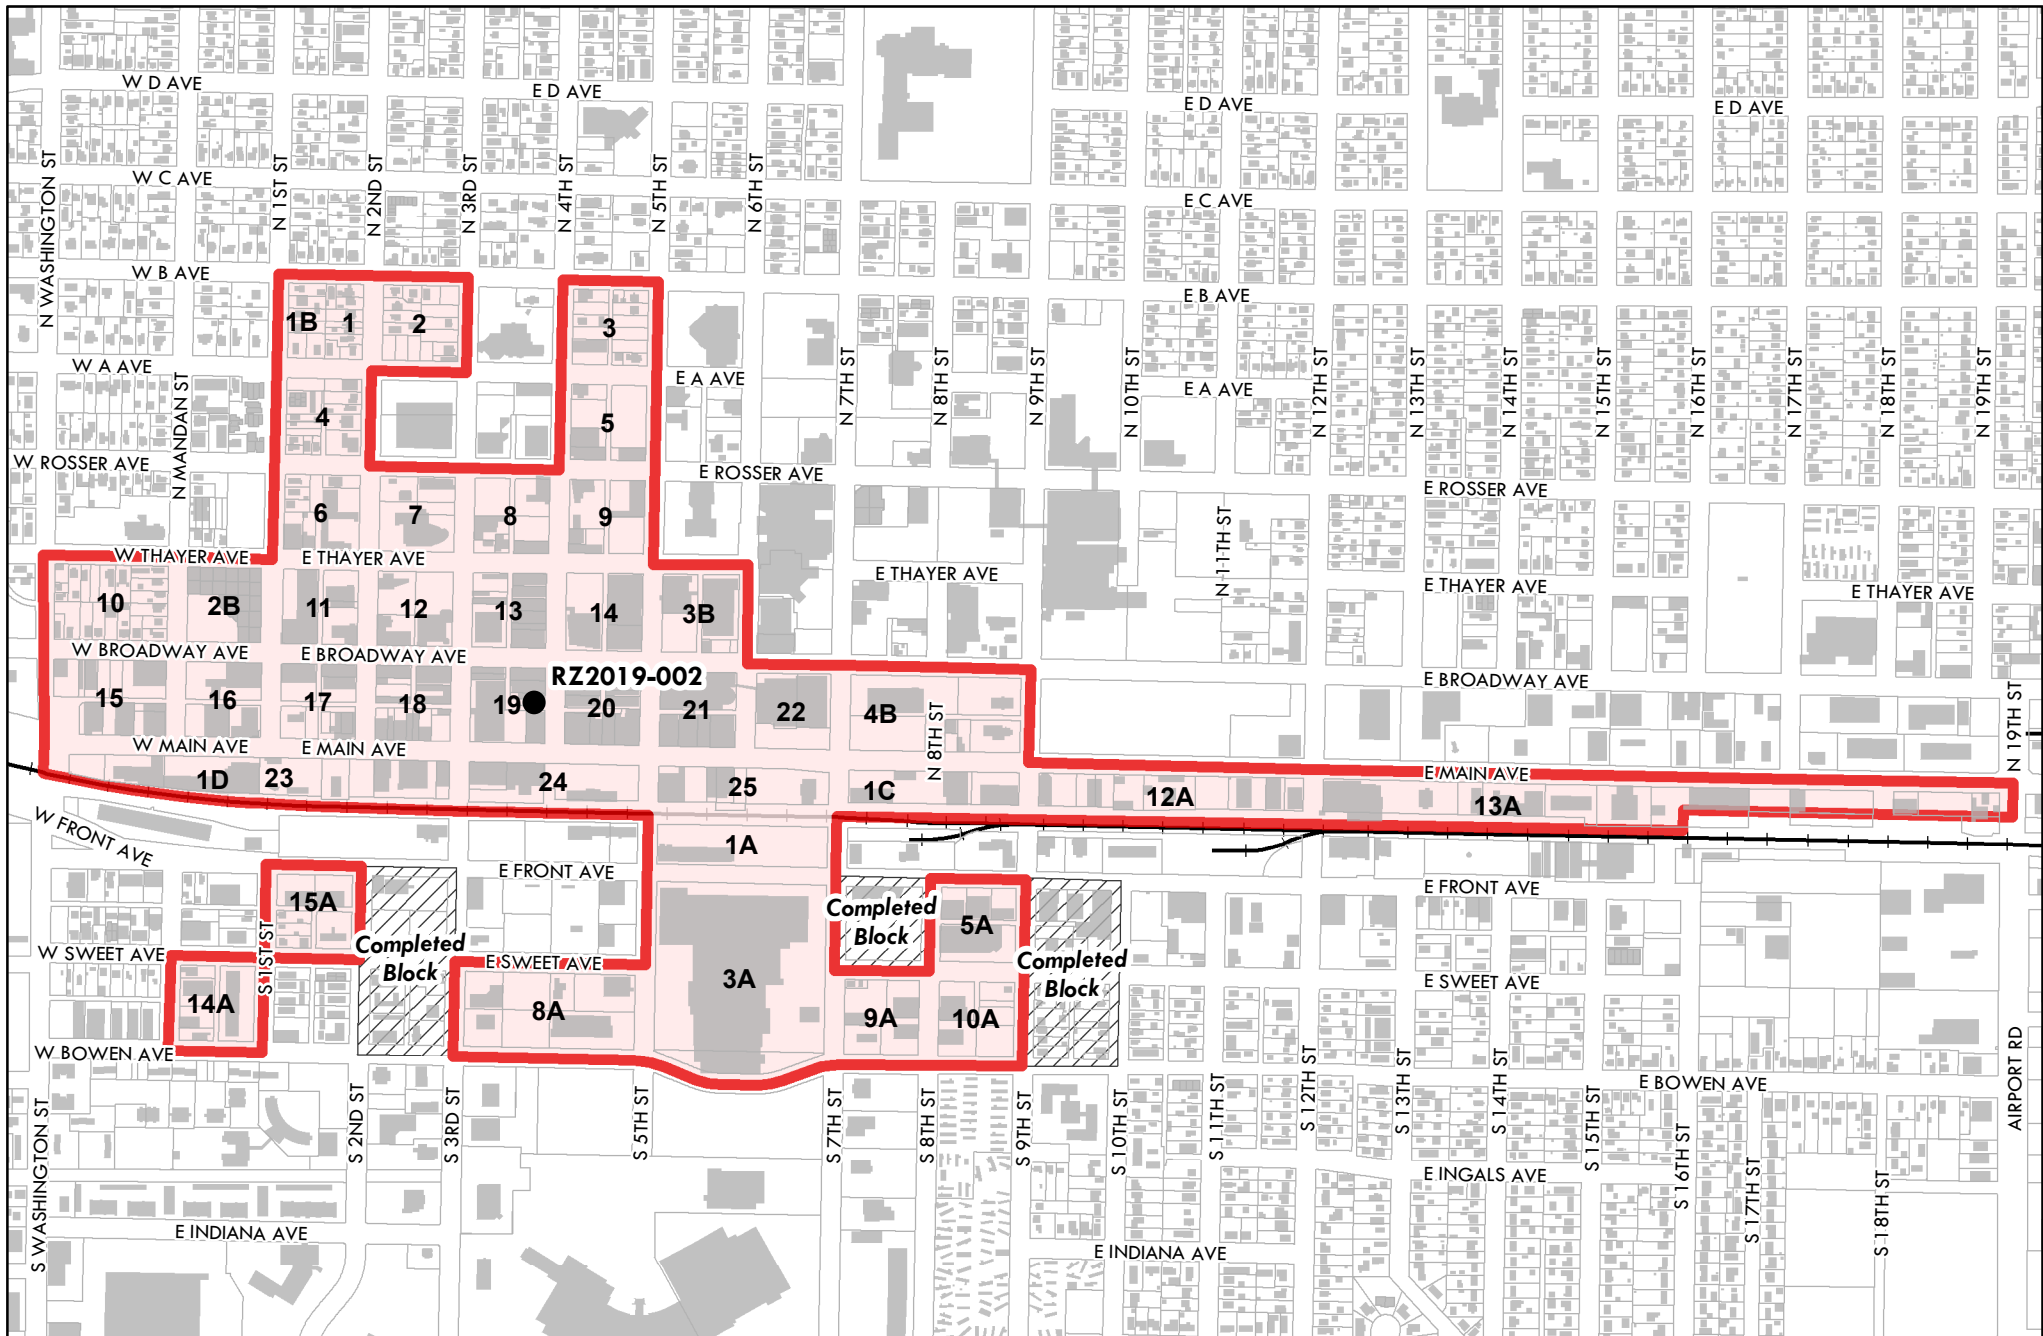 W D AVE
E D AVE
E D AVE
E D AVE
N WASHINGTON ST
W C AVE
N 1ST ST
N 2ND ST
N 3RD ST
N 4TH ST
N 5TH ST
N 6TH ST
E C AVE
W B AVE
E B AVE
1B
1
2
3
W A AVE
N MANDAN ST
E A AVE
N 7TH ST
N 8TH ST
N 9TH ST
N 10TH ST
E A AVE
N 12TH ST
N 13TH ST
N 14TH ST
N 15TH ST
N 16TH ST
N 17TH ST
N 18TH ST
N 19TH ST
4
5
W ROSSER AVE
E ROSSER AVE
E ROSSER AVE
6
7
8
9
N 11TH ST
W THAYER AVE
E THAYER AVE
E THAYER AVE
E THAYER AVE
E THAYER AVE
10
2B
11
12
13
14
3B
W BROADWAY AVE
E BROADWAY AVE
RZ2019-002
E BROADWAY AVE
15
16
17
18
19
20
21
22
4B
N 8TH ST
N 19TH ST
W MAIN AVE
E MAIN AVE
E MAIN AVE
1D
23
24
25
1C
12A
13A
W FRONT AVE
1A
E FRONT AVE
E FRONT AVE
15A
Completed
Block
5A
S 1ST ST
Completed
Block
Completed
Block
W SWEET AVE
E SWEET AVE
E SWEET AVE
14A
8A
3A
9A
10A
W BOWEN AVE
E BOWEN AVE
AIRPORT RD
S WASHINGTON ST
S 2ND ST
S 3RD ST
S 5TH ST
S 7TH ST
S 8TH ST
S 9TH ST
S 10TH ST
S 11TH ST
S 12TH ST
S 13TH ST
S 14TH ST
S 15TH ST
S 16TH ST
S 17TH ST
S 18TH ST
E INGALS AVE
E INDIANA AVE
E INDIANA AVE